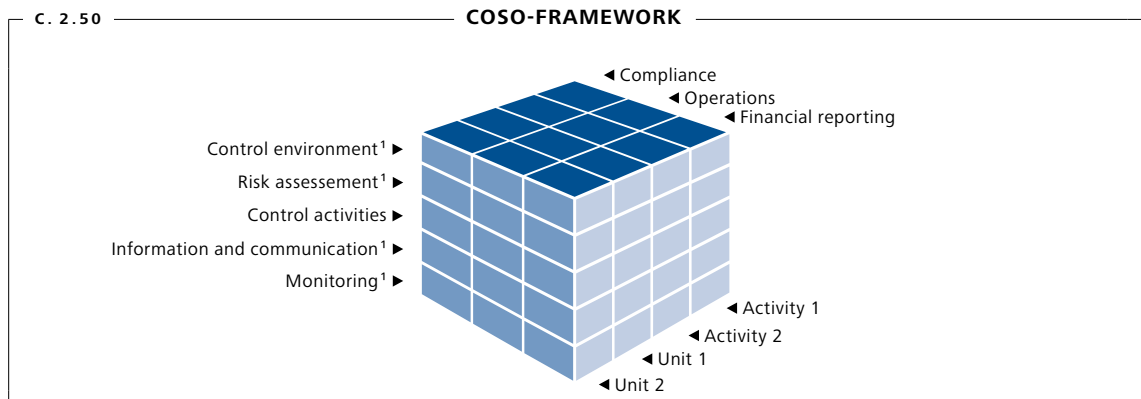 C. 2.50
COSO-FRAMEWORK
◄ Compliance
◄ Operations
◄ Financial reporting
Control environment¹ ►
Risk assessement¹ ►
Control activities ►
Information and communication¹ ►
Monitoring¹ ►
◄ Activity 1
◄ Activity 2
◄ Unit 1
◄ Unit 2